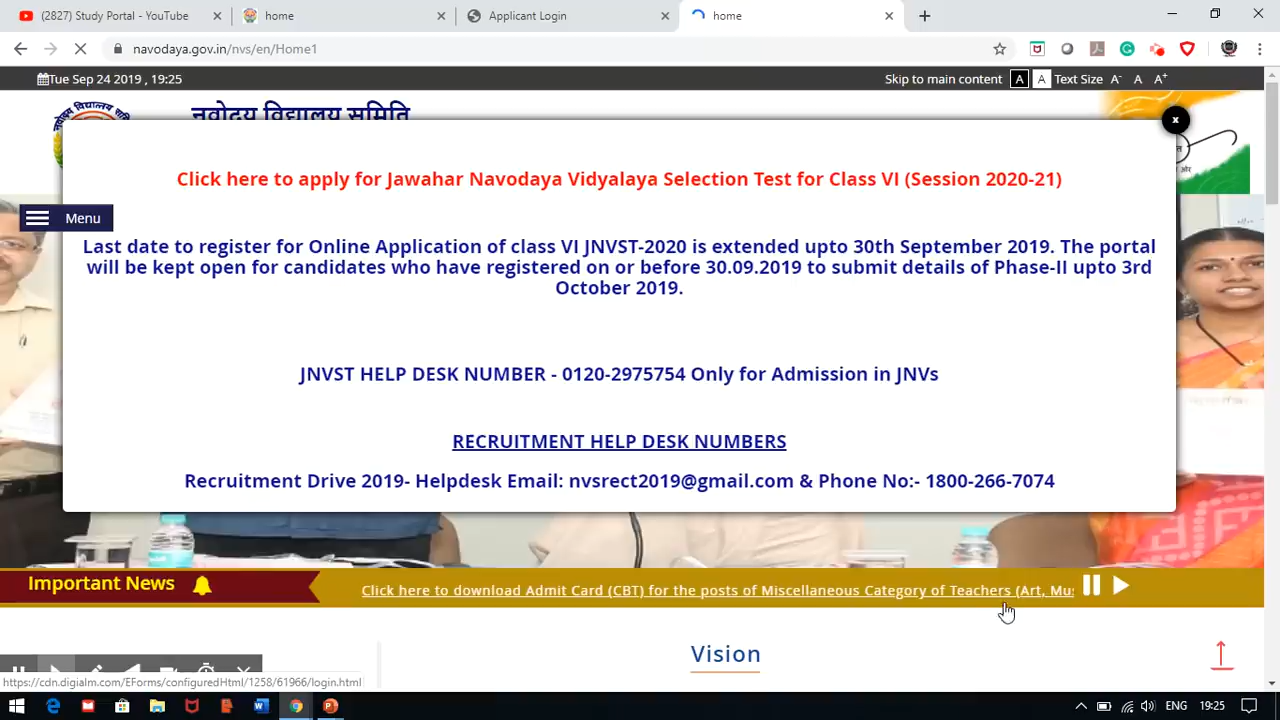 (2827) Study Portal - YouTube
home
Applicant Login
home
navodaya.gov.in/nvs/en/Home1
Tue Sep 24 2019 , 19:25
Skip to main content A A Text Size A- A A+
नवोदय विद्यालय समिति
x
Click here to apply for Jawahar Navodaya Vidyalaya Selection Test for Class VI (Session 2020-21)
Menu
Last date to register for Online Application of class VI JNVST-2020 is extended upto 30th September 2019. The portal
will be kept open for candidates who have registered on or before 30.09.2019 to submit details of Phase-II upto 3rd
October 2019.
JNVST HELP DESK NUMBER - 0120-2975754 Only for Admission in JNVs
RECRUITMENT HELP DESK NUMBERS
Recruitment Drive 2019- Helpdesk Email: nvsrect2019@gmail.com & Phone No:- 1800-266-7074
Important News
Click here to download Admit Card (CBT) for the posts of Miscellaneous Category of Teachers (Art, Mus
Vision
https://cdn.digialm.com/EForms/configuredHtml/1258/61966/login.html
ENG 19:25